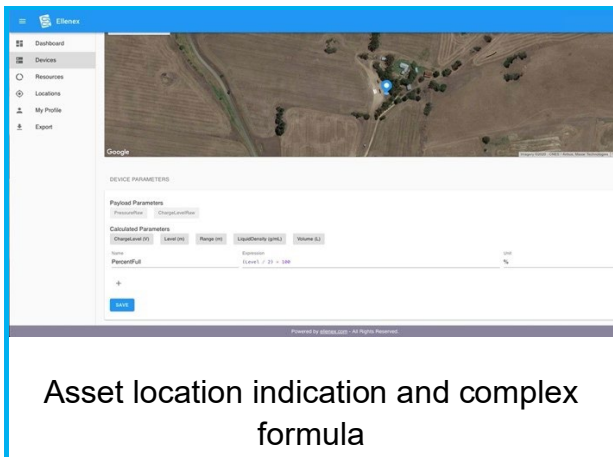 Ellenex
Dashboard
Devices
Resources
Locations
My Profile
Export
Google
DEVICE PARAMETERS
Payload Parameters
PressureRaw ChargeLevelRaw
Calculated Parameters
ChargeLevel (V) Level (m) Range (m) LiquidDensity (g/mL) Volume (L)
Name Expression Unit
PercentFull (Level / 2) * 100 %
+
SAVE
Powered by ellenex.com - All Rights Reserved.
Asset location indication and complex
formula